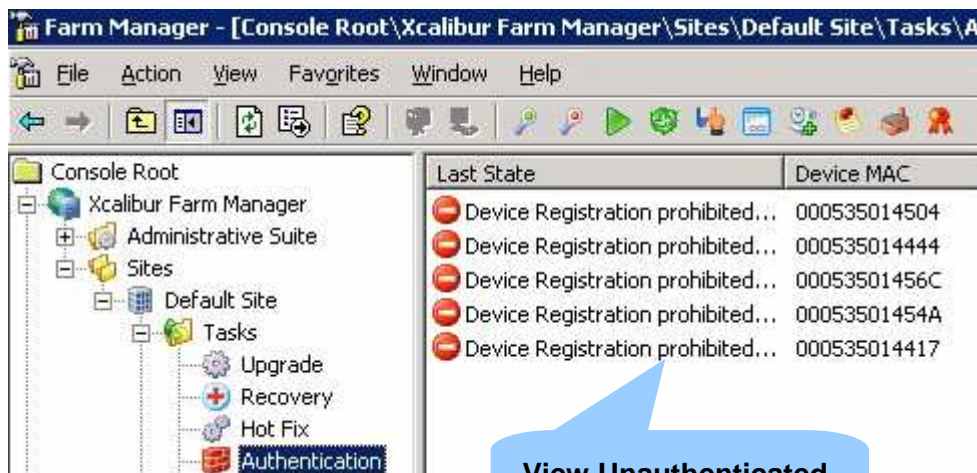 Farm Manager - [Console Root\Xcalibur Farm Manager\Sites\Default Site\Tasks\A
File Action View Favorites Window Help
Console Root
Xcalibur Farm Manager
Administrative Suite
Sites
Default Site
Tasks
Upgrade
Recovery
Hot Fix
Authentication
Last State Device MAC
Device Registration prohibited... 000535014504
Device Registration prohibited... 000535014444
Device Registration prohibited... 00053501456C
Device Registration prohibited... 00053501454A
Device Registration prohibited... 000535014417
View Unauthenticated